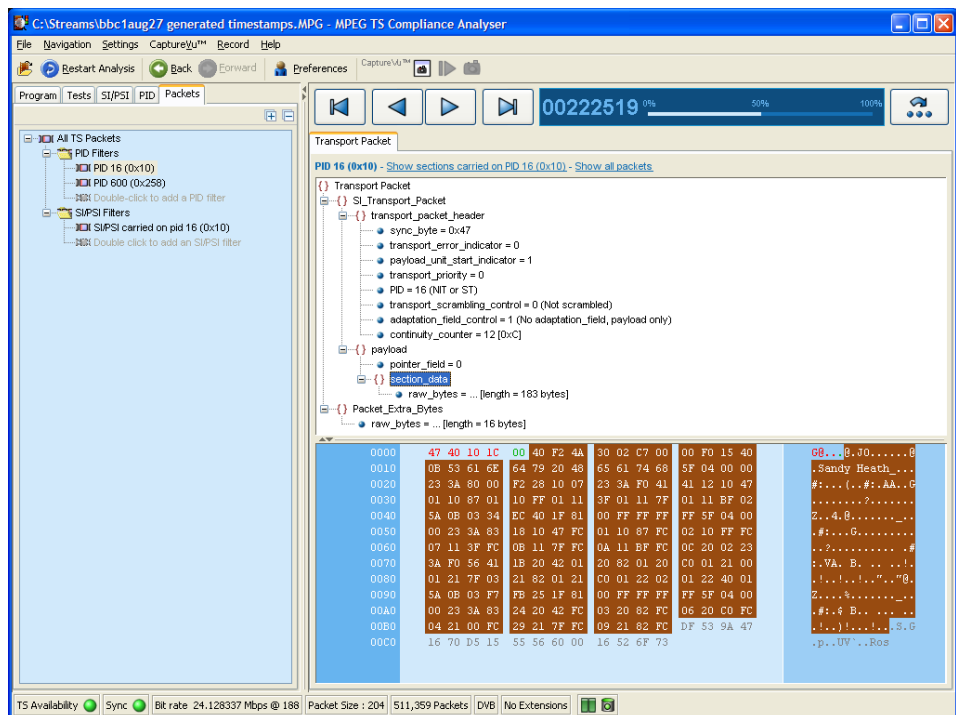 C:\Streams\bbc1aug27 generated timestamps.MPG - MPEG TS Compliance Analyser
File Navigation Settings CaptureVu™ Record Help
Restart Analysis Back Forward Preferences CaptureVu™
Program Tests SI/PSI PID Packets
All TS Packets
PID Filters
PID 16 (0x10)
PID 600 (0x258)
Double-click to add a PID filter
SI/PSI Filters
SI/PSI carried on pid 16 (0x10)
Double click to add an SI/PSI filter
00222519 0% 50% 100%
Transport Packet
PID 16 (0x10) - Show sections carried on PID 16 (0x10) - Show all packets
{} Transport Packet
{} SI_Transport_Packet
{} transport_packet_header
sync_byte = 0x47
transport_error_indicator = 0
payload_unit_start_indicator = 1
transport_priority = 0
PID = 16 (NIT or ST)
transport_scrambling_control = 0 (Not scrambled)
adaptation_field_control = 1 (No adaptation_field, payload only)
continuity_counter = 12 [0xC]
{} payload
pointer_field = 0
{} section_data
raw_bytes = ... [length = 183 bytes]
{} Packet_Extra_Bytes
raw_bytes = ... [length = 16 bytes]
0000 47 40 10 1C 00 40 F2 4A 30 02 C7 00 00 F0 15 40 G@...@.J0......@
0010 0B 53 61 6E 64 79 20 48 65 61 74 68 5F 04 00 00 .Sandy Heath_...
0020 23 3A 80 00 F2 28 10 07 23 3A F0 41 41 12 10 47 #:...(..#:.AA..G
0030 01 10 87 01 10 FF 01 11 3F 01 11 7F 01 11 BF 02 ........?.......
0040 5A 0B 03 34 EC 40 1F 81 00 FF FF FF FF 5F 04 00 Z..4.@......._..
0050 00 23 3A 83 18 10 47 FC 01 10 87 FC 02 10 FF FC .#:...G.........
0060 07 11 3F FC 0B 11 7F FC 0A 11 BF FC 0C 20 02 23 ..?.......... .#
0070 3A F0 56 41 1B 20 42 01 20 82 01 20 C0 01 21 00 :.VA. B. .. ..!.
0080 01 21 7F 03 21 82 01 21 C0 01 22 02 01 22 40 01 .!..!..!..".."@.
0090 5A 0B 03 F7 FB 25 1F 81 00 FF FF FF FF 5F 04 00 Z....%......._..
00A0 00 23 3A 83 24 20 42 FC 03 20 82 FC 06 20 C0 FC .#:.$ B.. ... ..
00B0 04 21 00 FC 29 21 7F FC 09 21 82 FC DF 53 9A 47 .!..)!...!...S.G
00C0 16 70 D5 15 55 56 60 00 16 52 6F 73 .p..UV`..Ros
TS Availability Sync Bit rate 24.128337 Mbps @ 188 Packet Size : 204 511,359 Packets DVB No Extensions